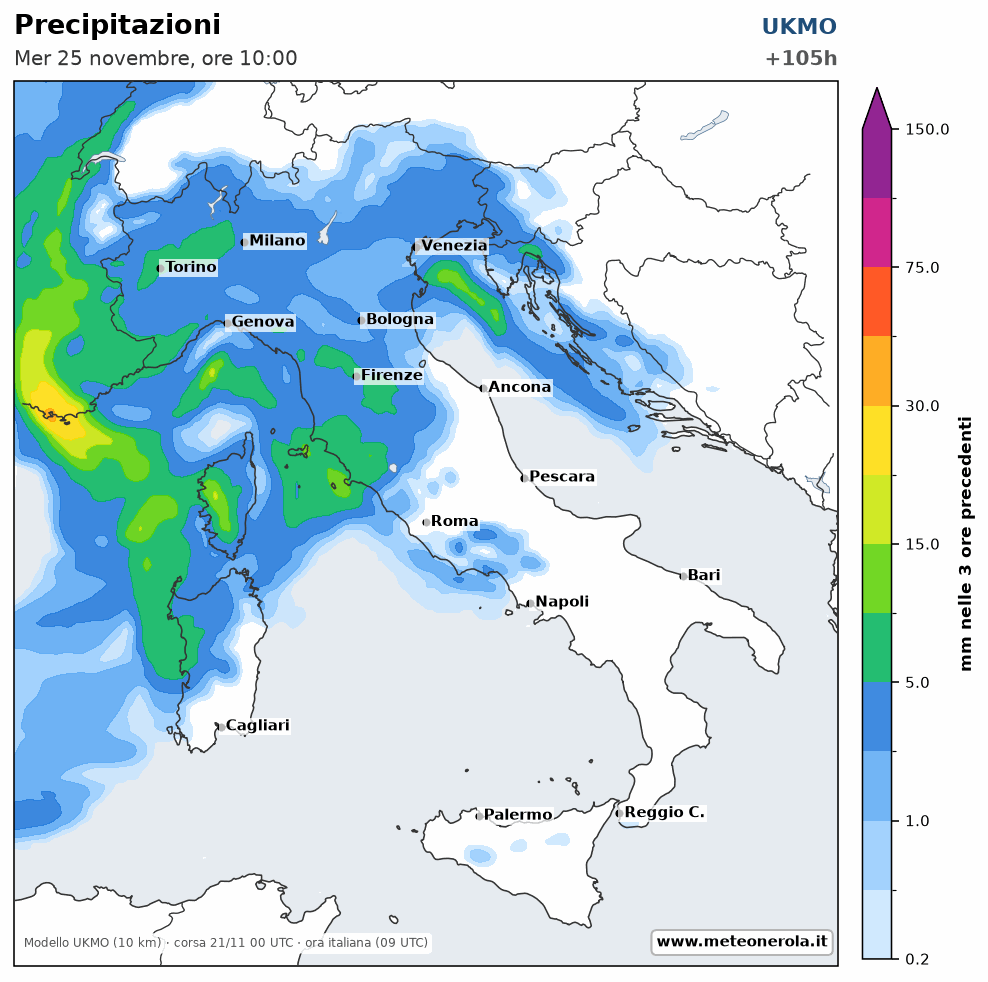 Precipitazioni
UKMO
Mer 25 novembre, ore 10:00
+105h
150.0
75.0
30.0
15.0
5.0
1.0
0.2
mm nelle 3 ore precedenti
Milano
Venezia
Torino
Genova
Bologna
Firenze
Ancona
Pescara
Roma
Bari
Napoli
Cagliari
Palermo
Reggio C.
Modello UKMO (10 km) · corsa 21/11 00 UTC · ora italiana (09 UTC)
www.meteonerola.it